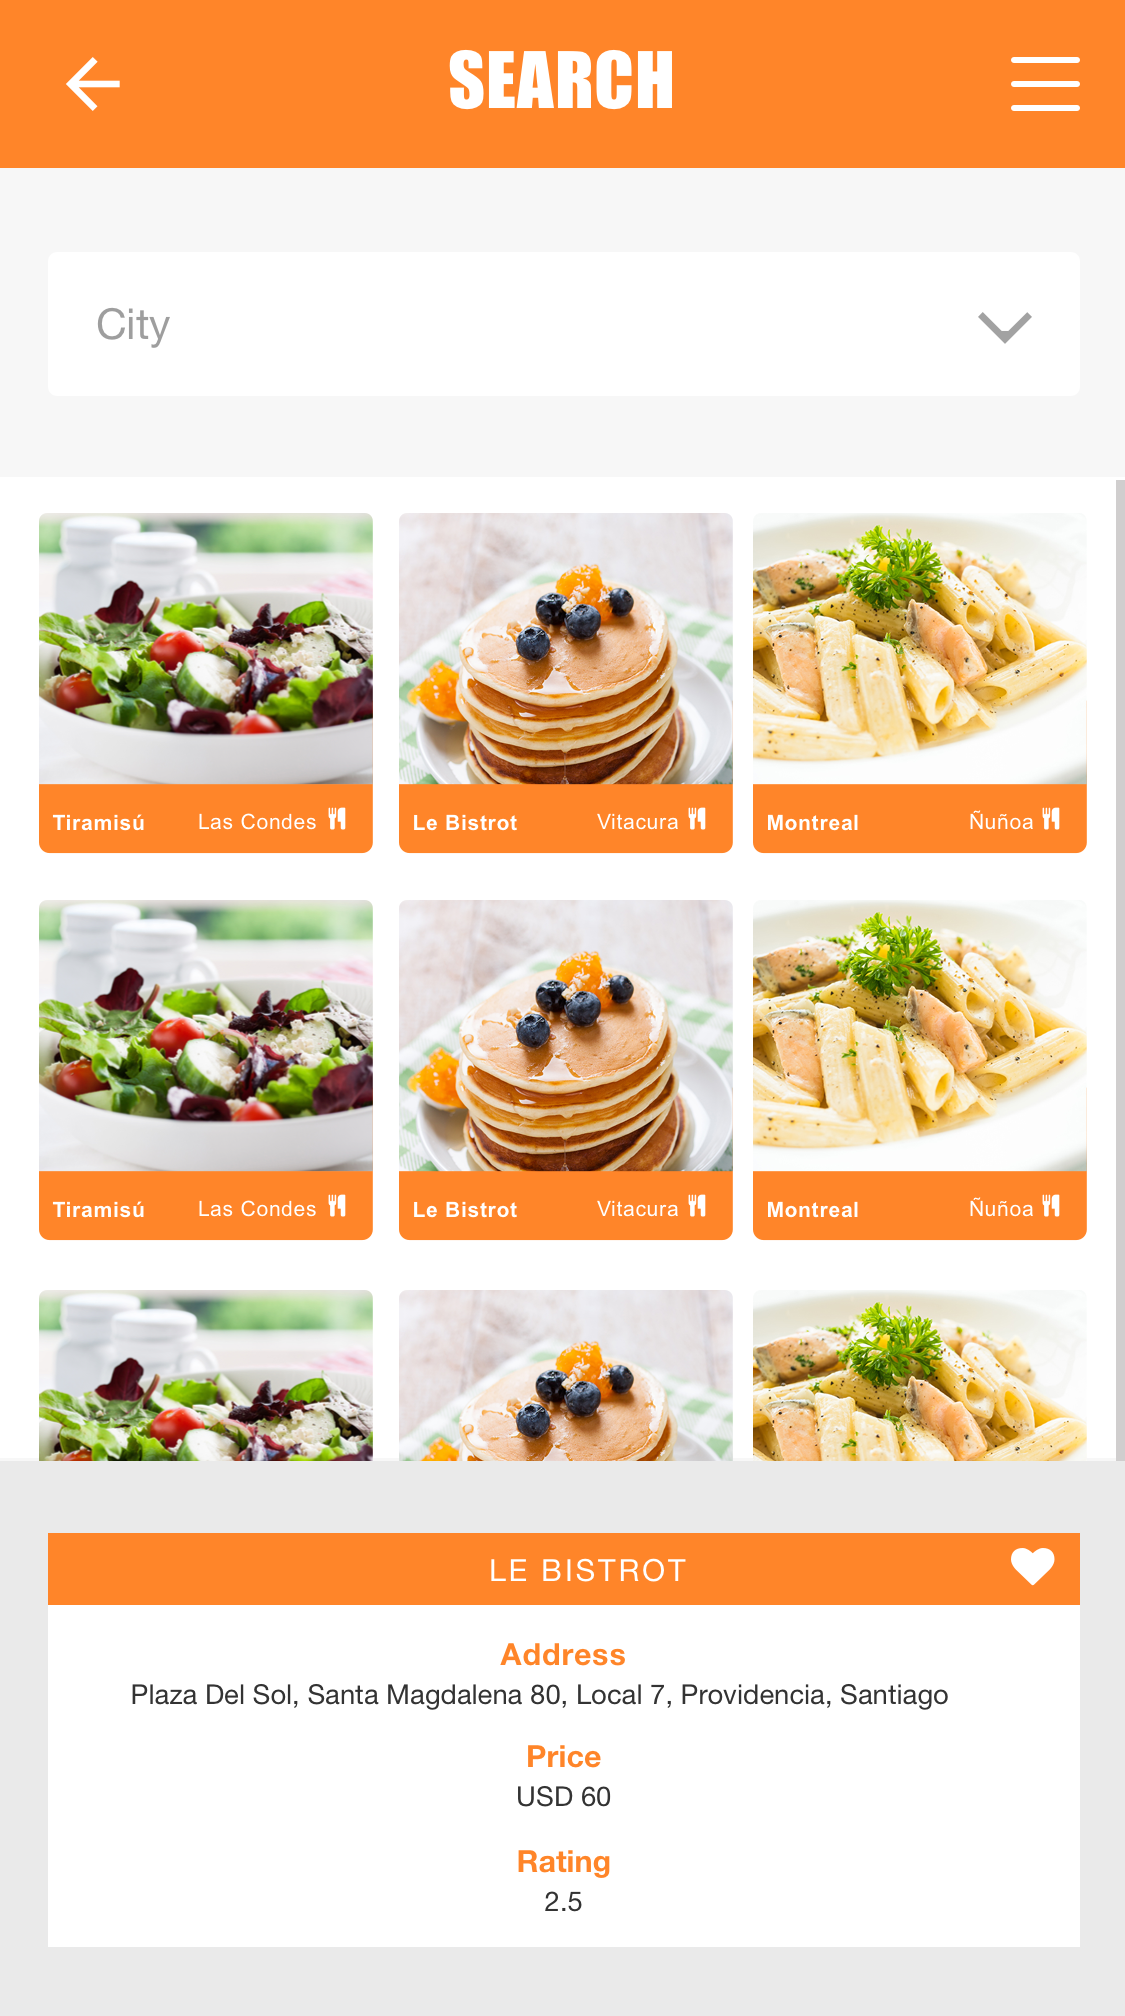 SEARCH
City
Tiramisú Las Condes
Le Bistrot Vitacura
Montreal Ñuñoa
Tiramisú Las Condes
Le Bistrot Vitacura
Montreal Ñuñoa
LE BISTROT
Address
Plaza Del Sol, Santa Magdalena 80, Local 7, Providencia, Santiago
Price
USD 60
Rating
2.5